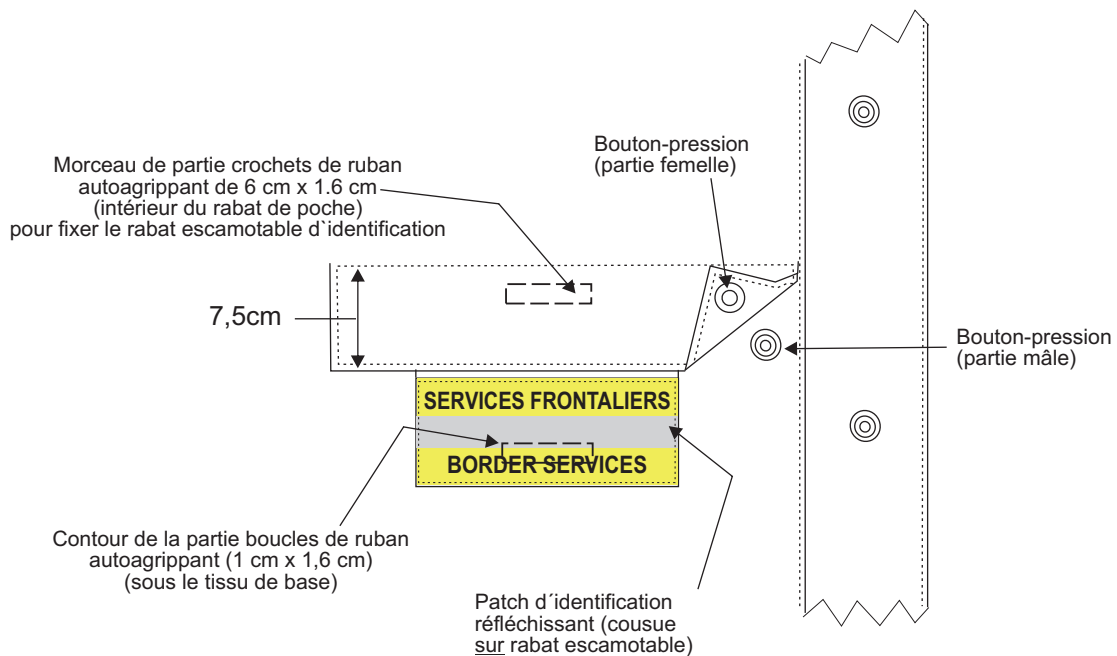 Bouton-pression
(partie femelle)
Morceau de partie crochets de ruban
autoagrippant de 6 cm x 1.6 cm
(intérieur du rabat de poche)
pour fixer le rabat escamotable d`identification
7,5cm
Bouton-pression
(partie mâle)
SERVICES FRONTALIERS
BORDER SERVICES
Contour de la partie boucles de ruban
autoagrippant (1 cm x 1,6 cm)
(sous le tissu de base)
Patch d´identification
réfléchissant (cousue
sur rabat escamotable)